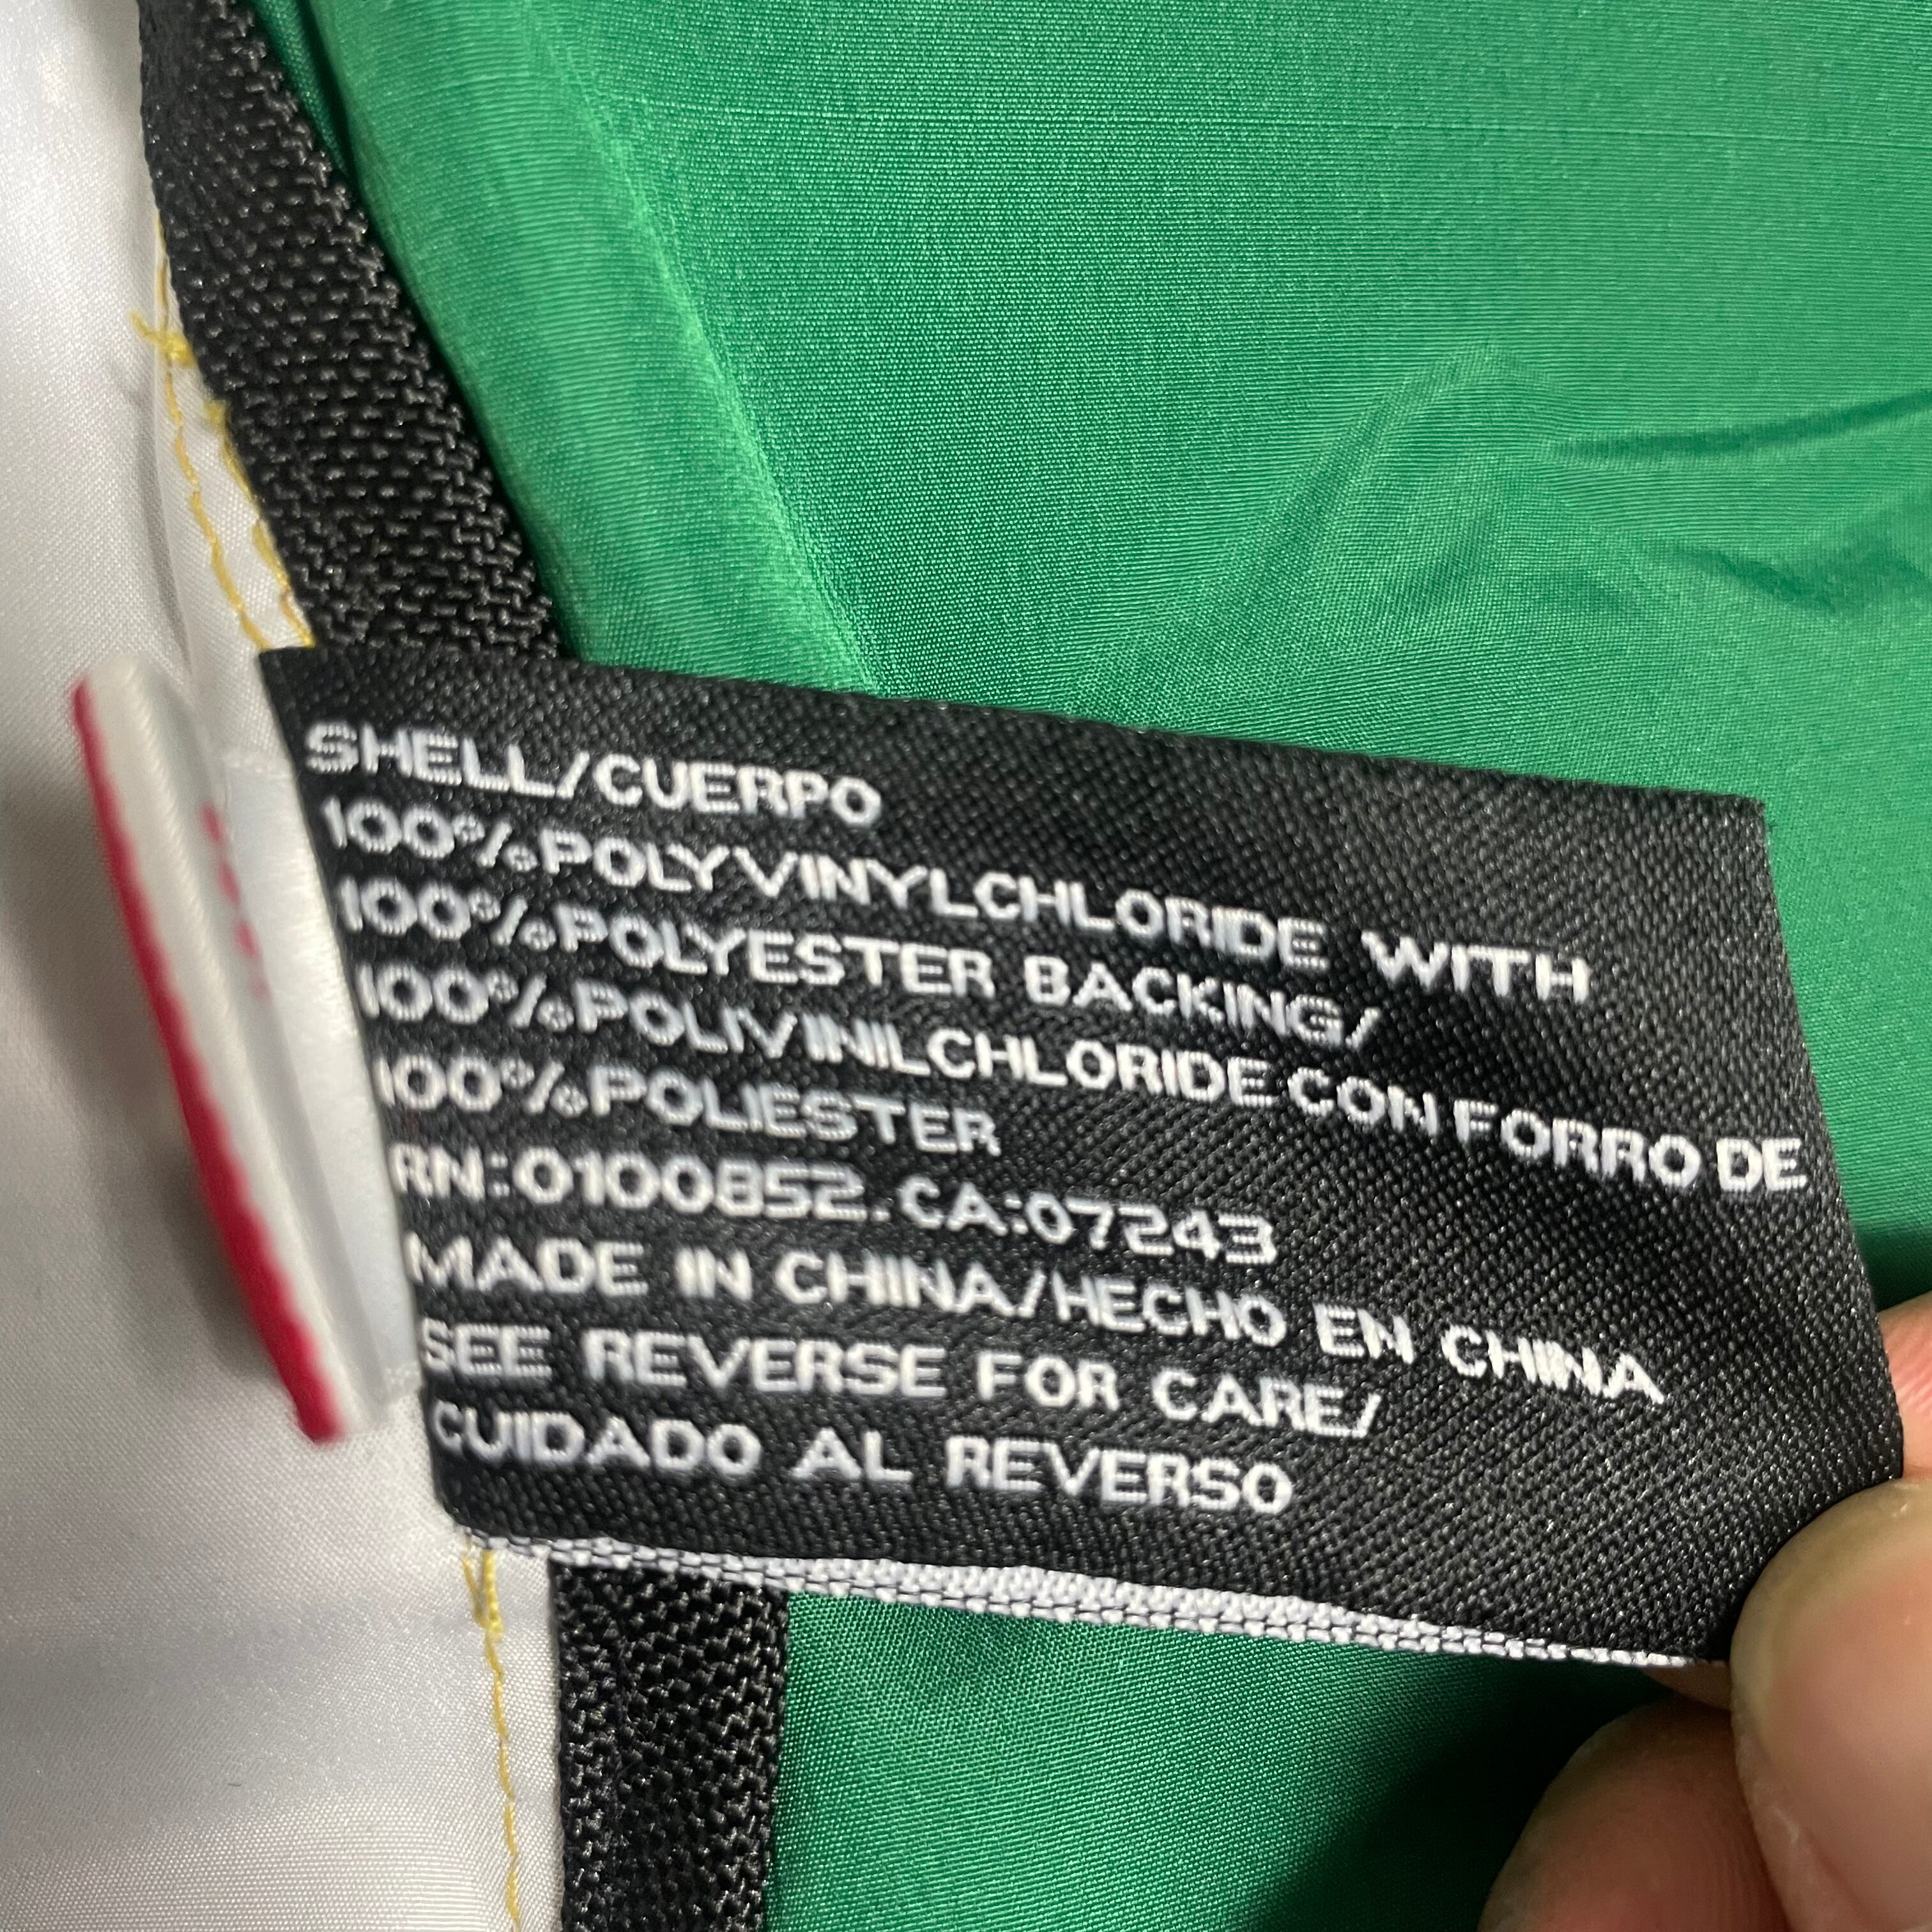 SHELL/CUERPO
100%POLYVINYLCHLORIDE WITH
100%POLYESTER BACKING/
100%POLIVINILCHLORIDE CON FORRO DE
100%POLIESTER
RN:0100852. CA:07243
MADE IN CHINA/HECHO EN CHINA
SEE REVERSE FOR CARE/
CUIDADO AL REVERSO